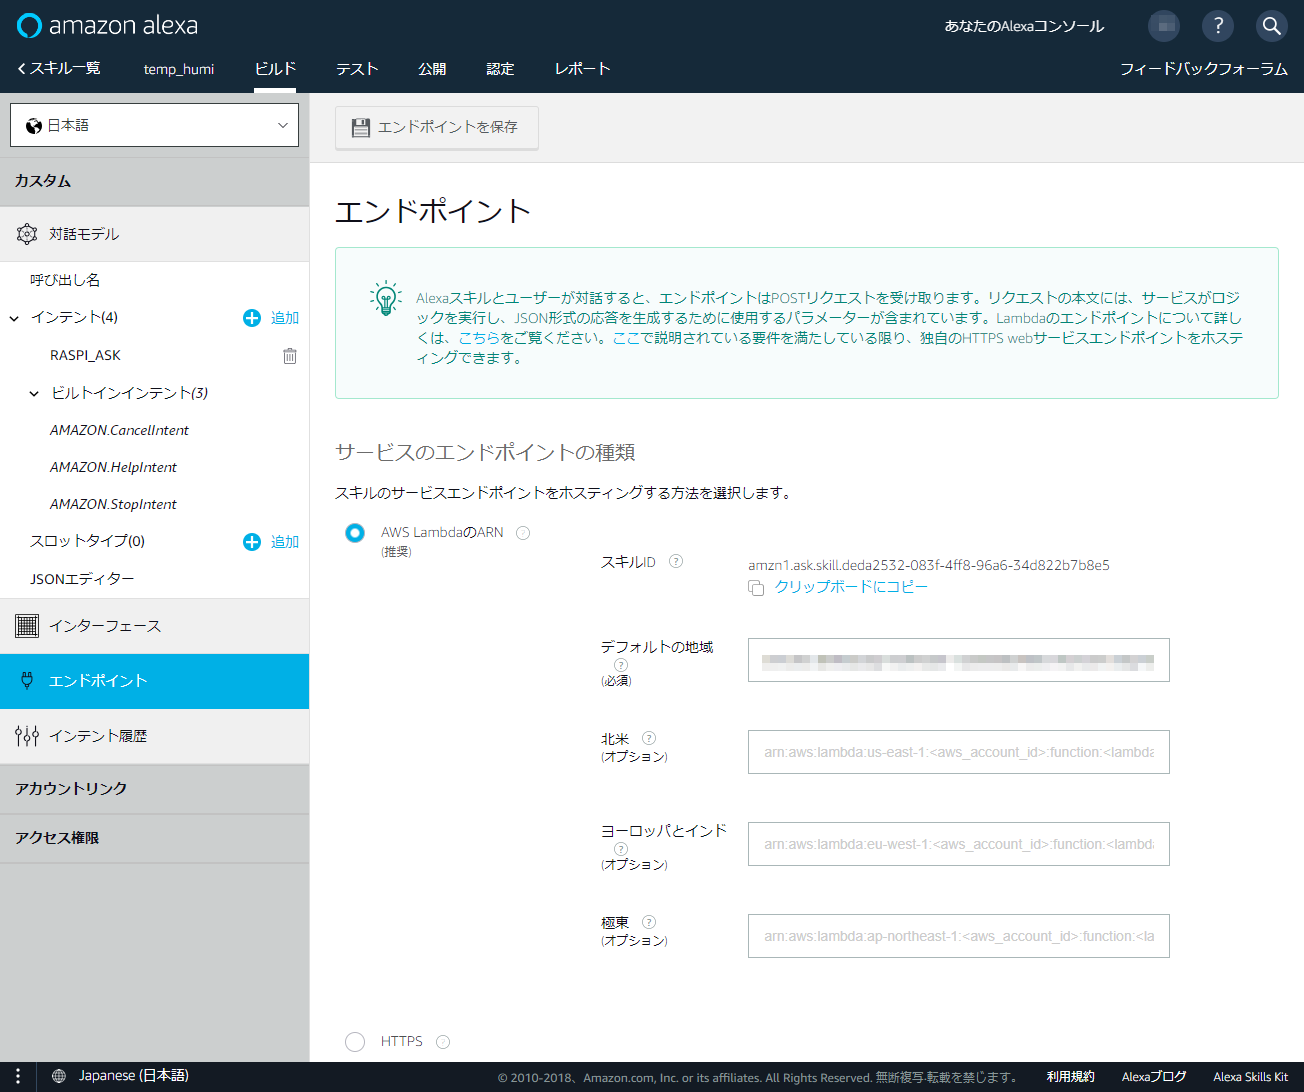 amazon alexa
あなたのAlexaコンソール
?
スキル一覧
temp_humi
ビルド
テスト
公開
認定
レポート
フィードバックフォーラム
日本語
エンドポイントを保存
カスタム
対話モデル
呼び出し名
インテント(4)
追加
RASPI_ASK
ビルトインインテント(3)
AMAZON.CancelIntent
AMAZON.HelpIntent
AMAZON.StopIntent
スロットタイプ(0)
追加
JSONエディター
インターフェース
エンドポイント
インテント履歴
アカウントリンク
アクセス権限
エンドポイント
Alexaスキルとユーザーが対話すると、エンドポイントはPOSTリクエストを受け取ります。リクエストの本文には、サービスがロジ
ックを実行し、JSON形式の応答を生成するために使用するパラメーターが含まれています。Lambdaのエンドポイントについて詳し
くは、こちらをご覧ください。ここで説明されている要件を満たしている限り、独自のHTTPS webサービスエンドポイントをホステ
ィングできます。
サービスのエンドポイントの種類
スキルのサービスエンドポイントをホスティングする方法を選択します。
AWS LambdaのARN ?
(推奨)
スキルID ?
amzn1.ask.skill.deda2532-083f-4ff8-96a6-34d822b7b8e5
クリップボードにコピー
デフォルトの地域
?
(必須)
北米 ?
(オプション)
arn:aws:lambda:us-east-1:<aws_account_id>:function:<lambda
ヨーロッパとインド
?
(オプション)
arn:aws:lambda:eu-west-1:<aws_account_id>:function:<lambd
極東 ?
(オプション)
arn:aws:lambda:ap-northeast-1:<aws_account_id>:function:<la
HTTPS ?
Japanese (日本語)
© 2010-2018、Amazon.com, Inc. or its affiliates. All Rights Reserved. 無断複写·転載を禁じます。
利用規約
Alexaブログ
Alexa Skills Kit